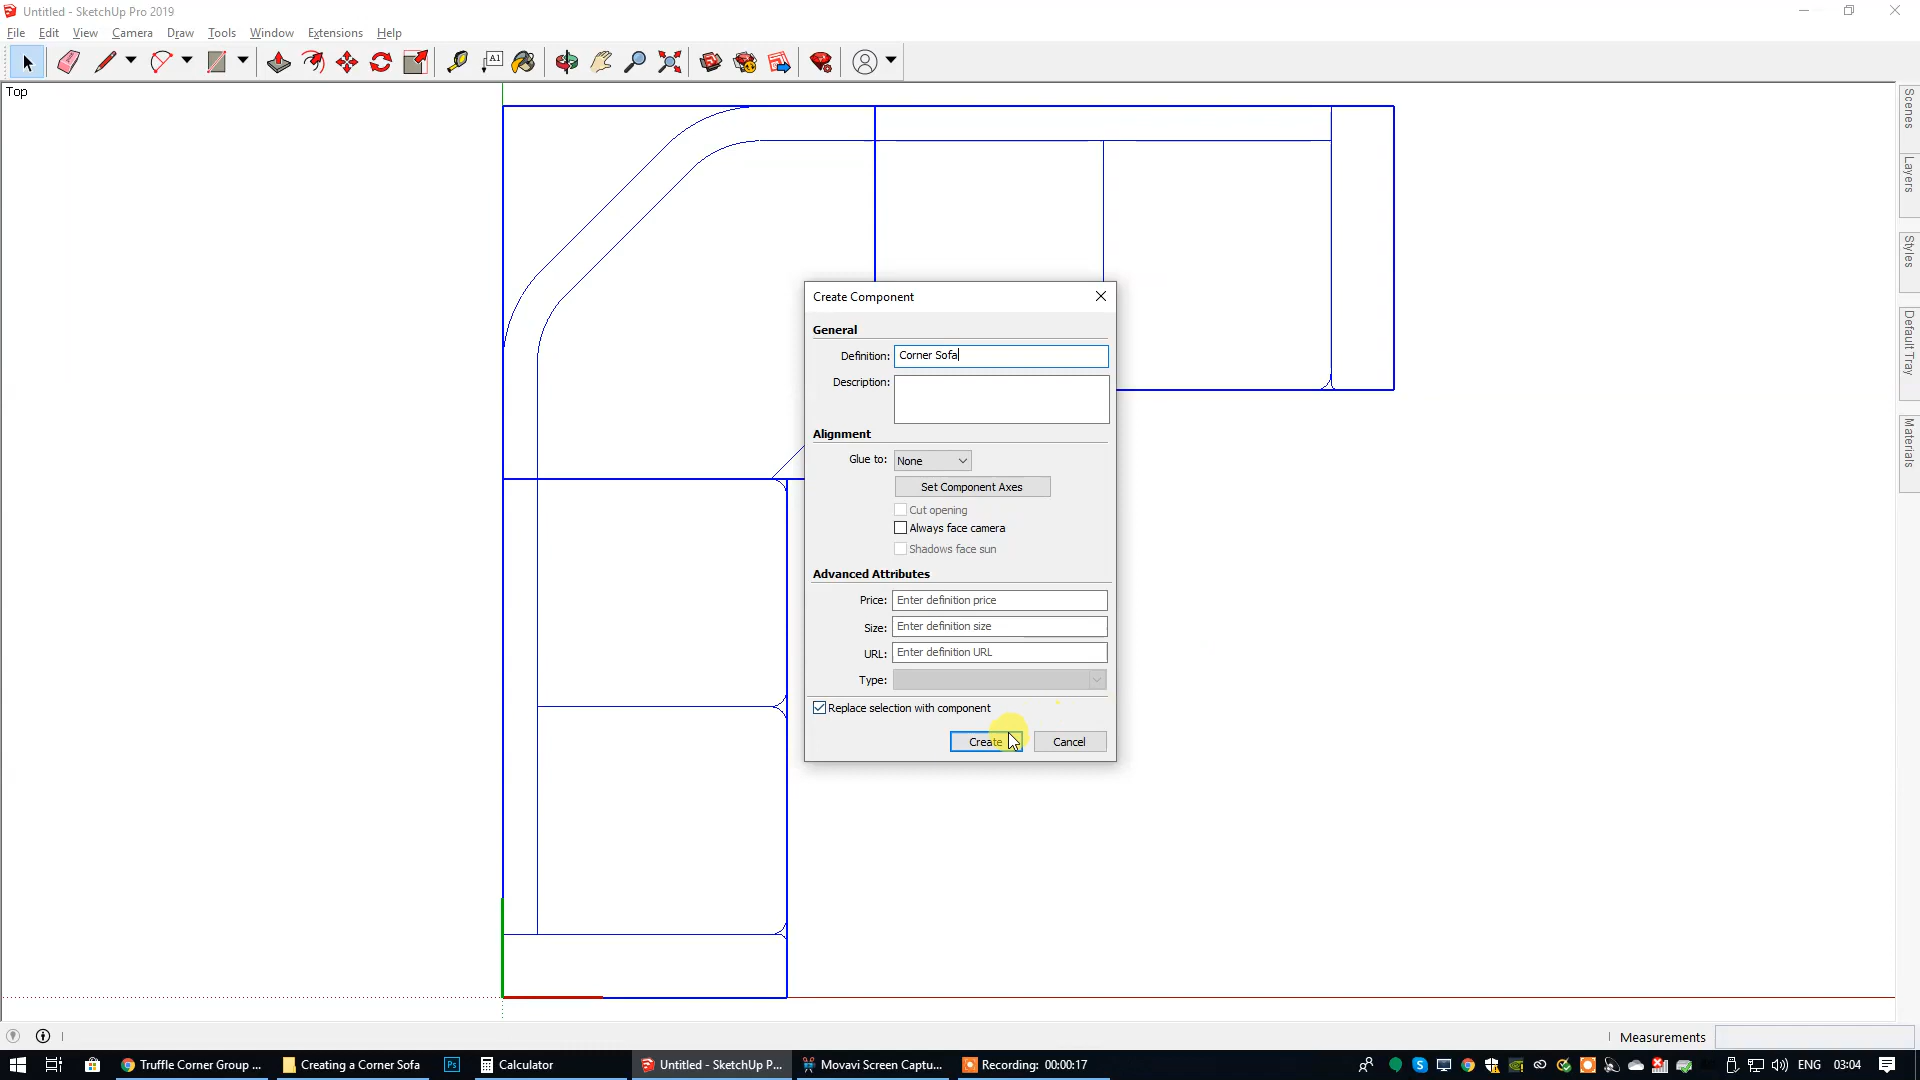 Untitled - SketchUp Pro 2019
File Edit View Camera Draw Tools Window Extensions Help
A1
Top
Scenes
Layers
Styles
Default Tray
Materials
Create Component
General
Definition: Corner Sofa
Description:
Alignment
Glue to: None
Set Component Axes
Cut opening
Always face camera
Shadows face sun
Advanced Attributes
Price: Enter definition price
Size: Enter definition size
URL: Enter definition URL
Type:
Replace selection with component
Create Cancel
Measurements
Truffle Corner Group ... Creating a Corner Sofa Ps Calculator Untitled - SketchUp P... Movavi Screen Captu... Recording: 00:00:17 ENG 03:04